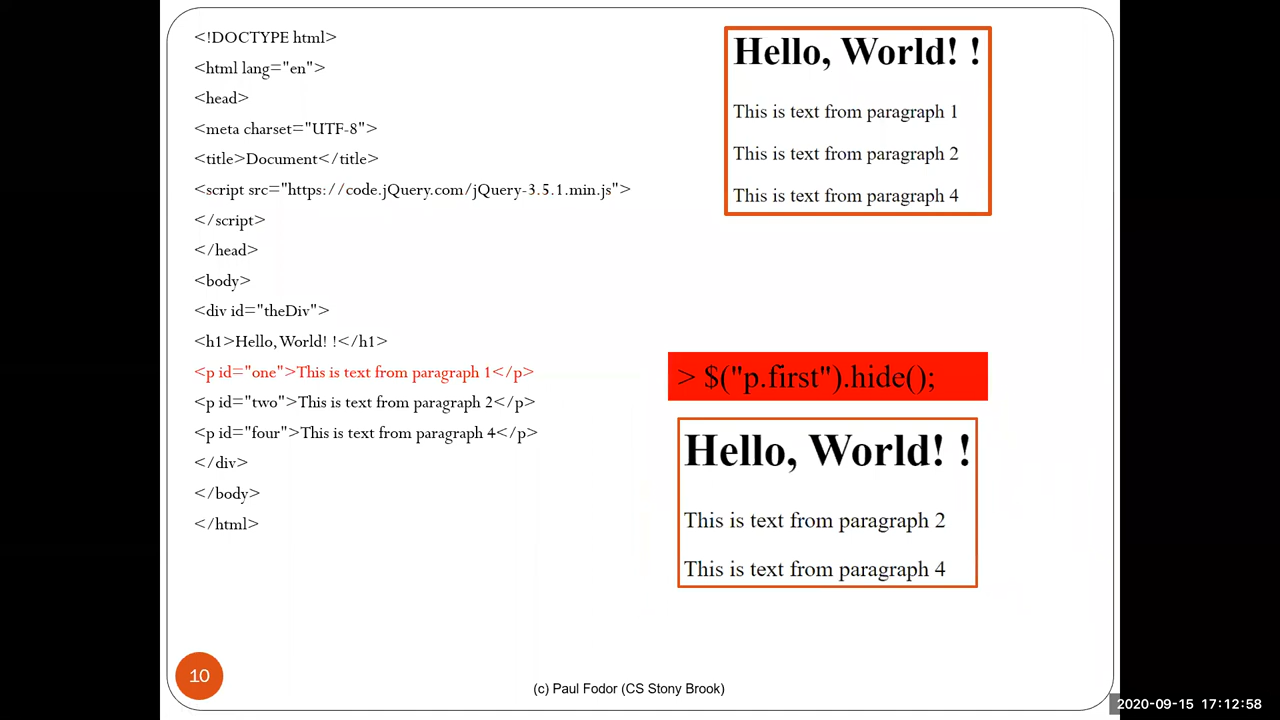 <!DOCTYPE html>
<html lang="en">
<head>
<meta charset="UTF-8">
<title>Document</title>
<script src="https://code.jQuery.com/jQuery-3.5.1.min.js">
</script>
</head>
<body>
<div id="theDiv">
<h1>Hello, World! !</h1>
<p id="one">This is text from paragraph 1</p>
<p id="two">This is text from paragraph 2</p>
<p id="four">This is text from paragraph 4</p>
</div>
</body>
</html>
Hello, World! !
This is text from paragraph 1
This is text from paragraph 2
This is text from paragraph 4
> $("p.first").hide();
Hello, World! !
This is text from paragraph 2
This is text from paragraph 4
10
(c) Paul Fodor (CS Stony Brook)
2020-09-15 17:12:58